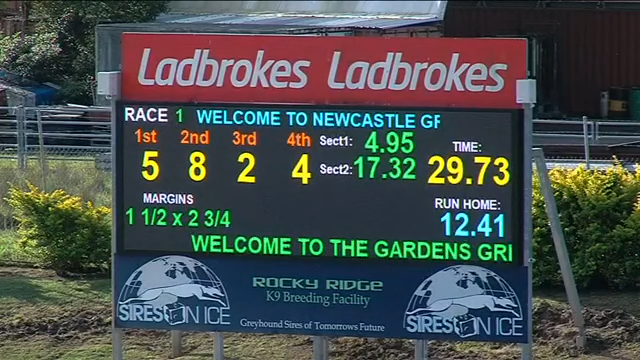 Ladbrokes Ladbrokes
RACE 1 WELCOME TO NEWCASTLE GR
1st 2nd 3rd 4th Sect1: 4.95 TIME:
5 8 2 4 Sect2: 17.32 29.73
MARGINS RUN HOME:
1 1/2 x 2 3/4 12.41
WELCOME TO THE GARDENS GRI
ROCKY RIDGE
K9 Breeding Facility
SIRES ON ICE SIRES ON ICE
Greyhound Sires of Tomorrows Future